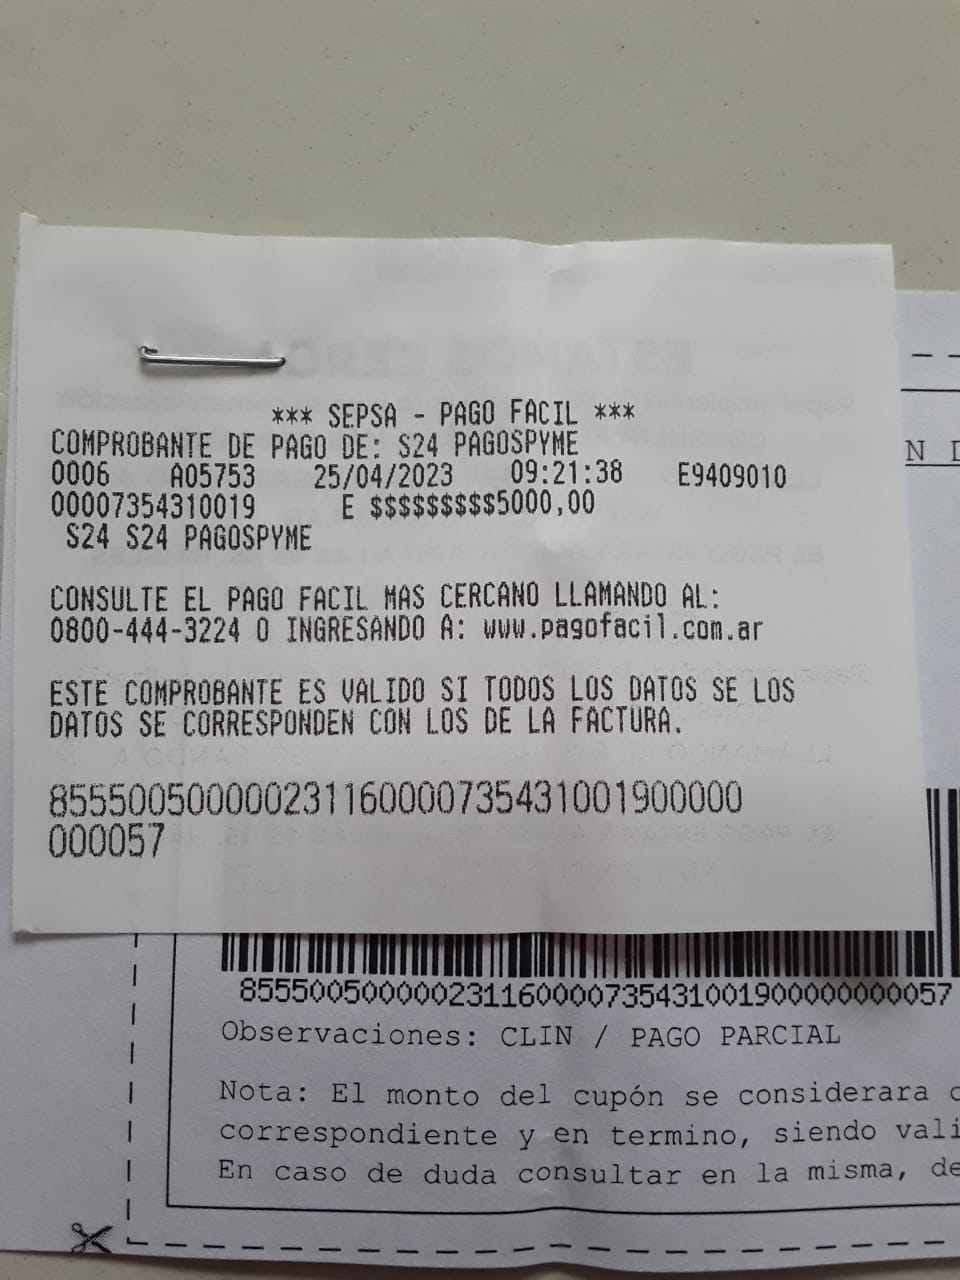 *** SEPSA - PAGO FACIL ***
COMPROBANTE DE PAGO DE: S24 PAGOSPYME
0006 A05753 25/04/2023 09:21:38 E9409010
00007354310019 E $$$$$$$$$5000,00
S24 S24 PAGOSPYME
CONSULTE EL PAGO FACIL MAS CERCANO LLAMANDO AL:
0800-444-3224 O INGRESANDO A: www.pagofacil.com.ar
ESTE COMPROBANTE ES VALIDO SI TODOS LOS DATOS SE LOS
DATOS SE CORRESPONDEN CON LOS DE LA FACTURA.
855500500000231160000735431001900000
000057
N D
855500500000231160000735431001900000000057
Observaciones: CLIN / PAGO PARCIAL
Nota: El monto del cupón se considerara
correspondiente y en termino, siendo vali
En caso de duda consultar en la misma, de